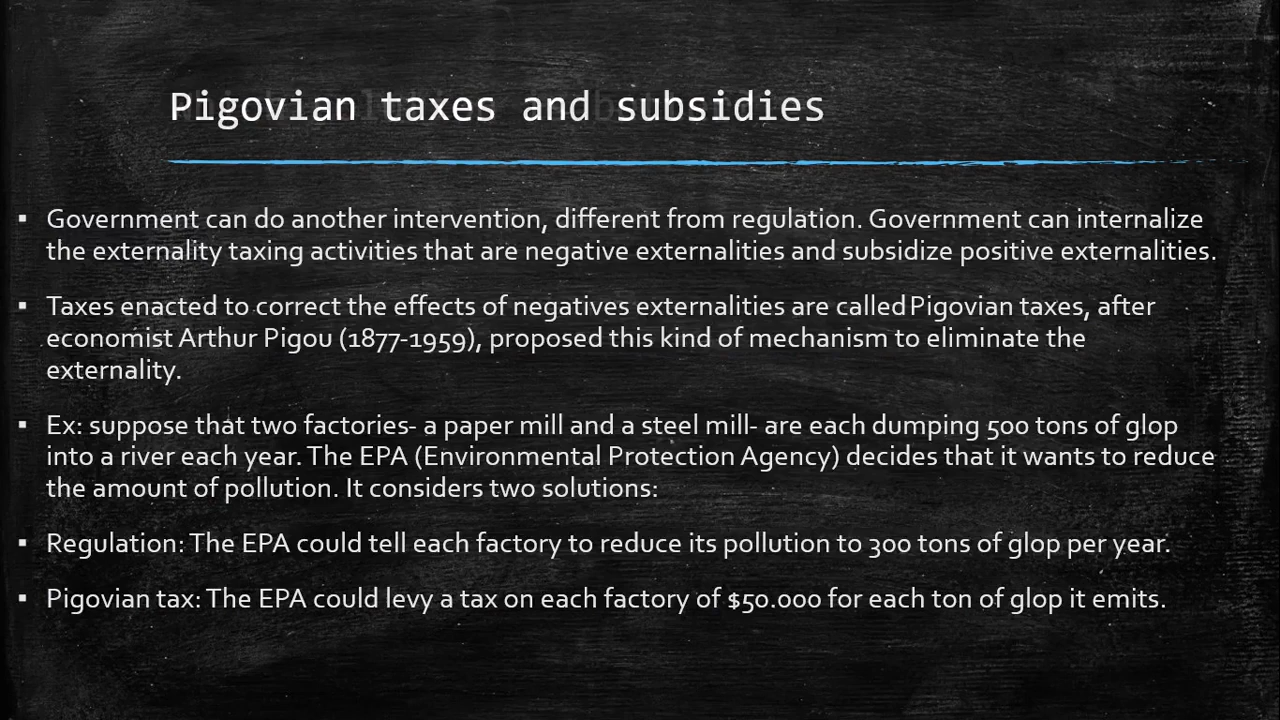 Pigovian taxes and subsidies
▪ Government can do another intervention, different from regulation. Government can internalize
the externality taxing activities that are negative externalities and subsidize positive externalities.
▪ Taxes enacted to correct the effects of negatives externalities are called Pigovian taxes, after
economist Arthur Pigou (1877-1959), proposed this kind of mechanism to eliminate the
externality.
▪ Ex: suppose that two factories- a paper mill and a steel mill- are each dumping 500 tons of glop
into a river each year. The EPA (Environmental Protection Agency) decides that it wants to reduce
the amount of pollution. It considers two solutions:
▪ Regulation: The EPA could tell each factory to reduce its pollution to 300 tons of glop per year.
▪ Pigovian tax: The EPA could levy a tax on each factory of $50.000 for each ton of glop it emits.